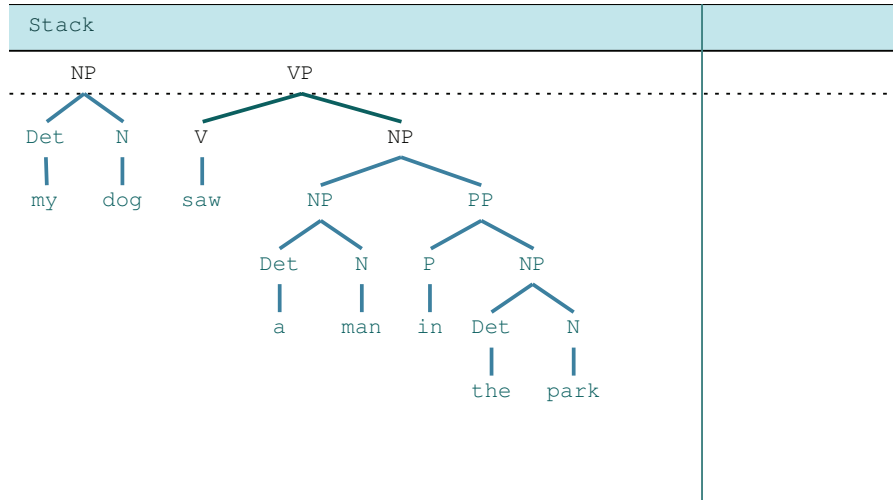 Stack
NP VP
Det N V NP
my dog saw NP PP
Det N P NP
a man in Det N
the park